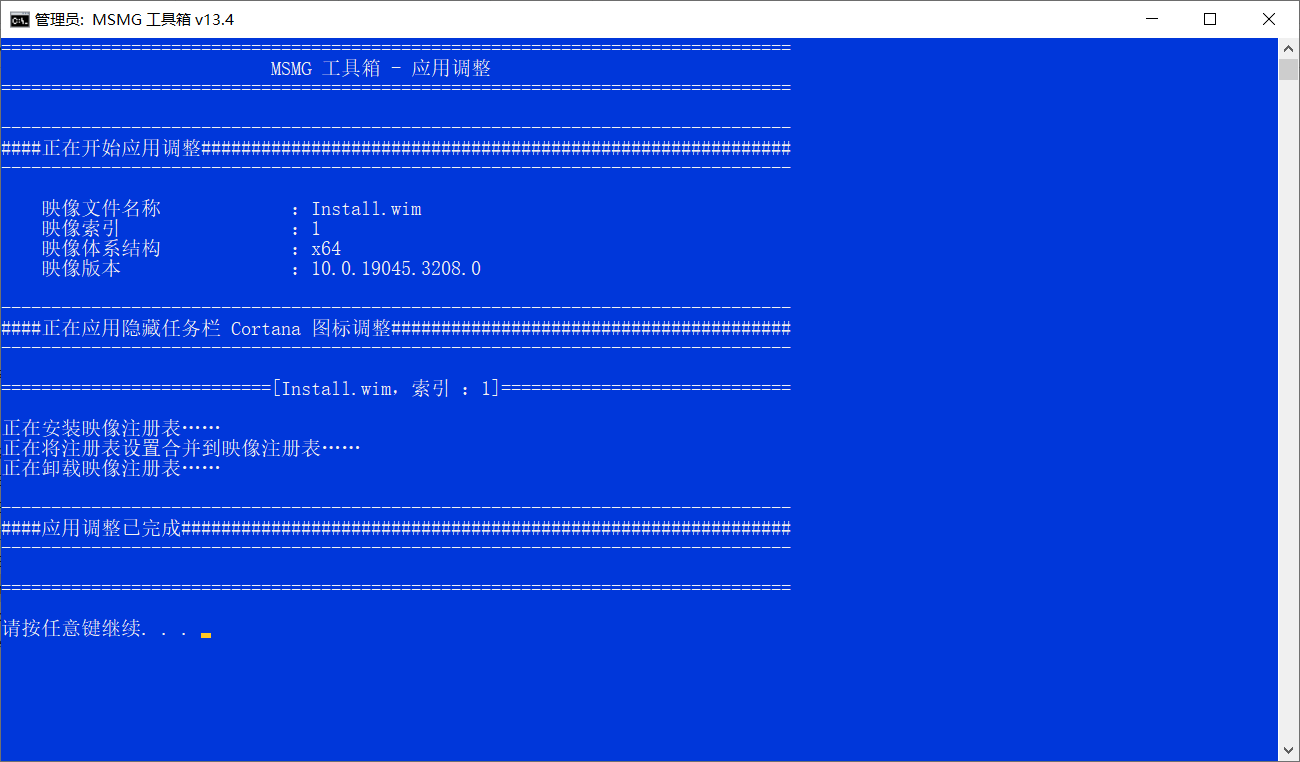 管理员: MSMG 工具箱 v13.4
===============================================================================
MSMG 工具箱 - 应用调整
===============================================================================
-------------------------------------------------------------------------------
####正在开始应用调整###########################################################
-------------------------------------------------------------------------------
映像文件名称 : Install.wim
映像索引 : 1
映像体系结构 : x64
映像版本 : 10.0.19045.3208.0
-------------------------------------------------------------------------------
####正在应用隐藏任务栏 Cortana 图标调整########################################
-------------------------------------------------------------------------------
===========================[Install.wim，索引 : 1]=============================
正在安装映像注册表……
正在将注册表设置合并到映像注册表……
正在卸载映像注册表……
-------------------------------------------------------------------------------
####应用调整已完成#############################################################
-------------------------------------------------------------------------------
===============================================================================
请按任意键继续. . .